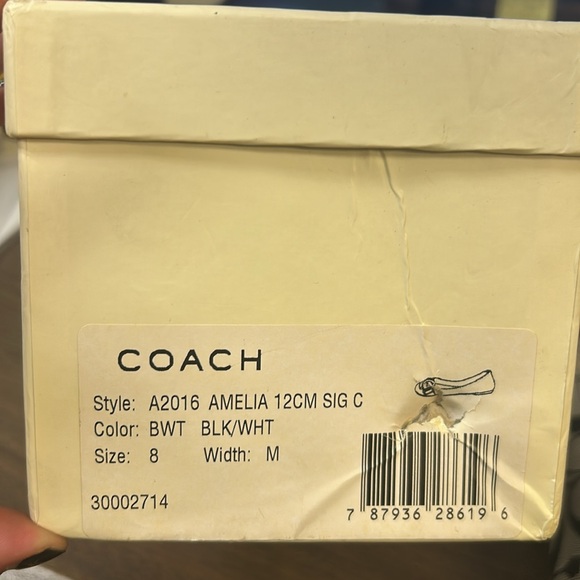 COACH
Style: A2016 AMELIA 12CM SIG C
Color: BWT BLK/WHT
Size: 8 Width: M
30002714
7 87936 28619 6